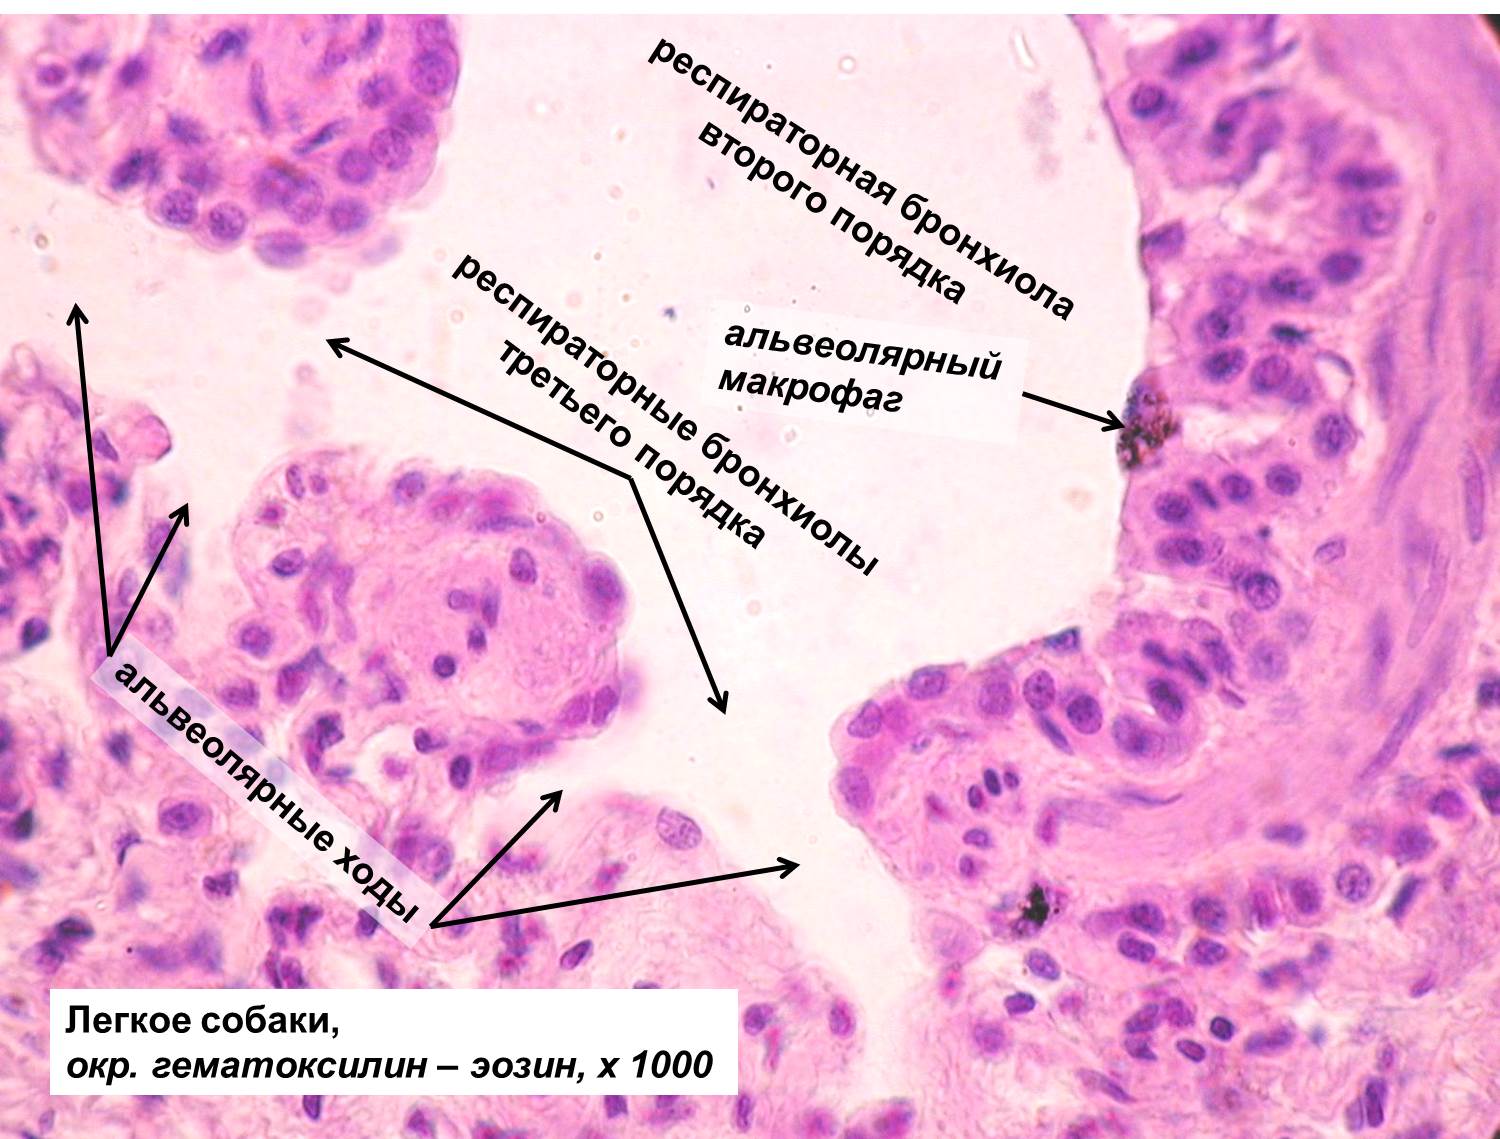 респираторная бронхиола
второго порядка
респираторные бронхиолы
третьего порядка
альвеолярный
макрофаг
альвеолярные ходы
Легкое собаки,
окр. гематоксилин – эозин, х 1000